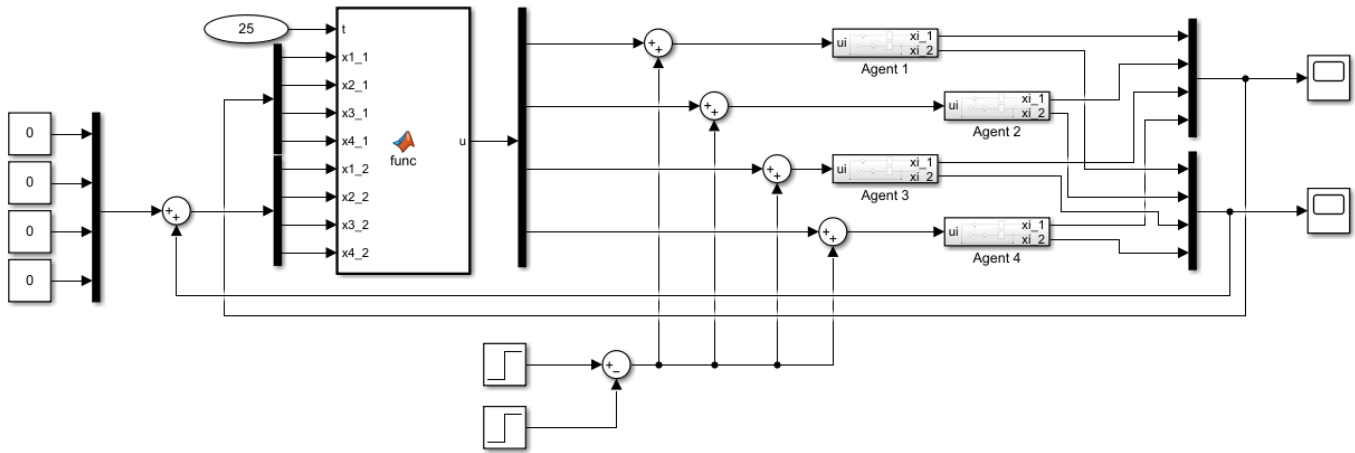 25
t
x1_1
x2_1
x3_1
x4_1
x1_2
x2_2
x3_2
x4_2
func
u
0
0
0
0
+
+
+
+
ui
xi_1
xi_2
Agent 1
+
+
ui
xi_1
xi_2
Agent 2
+
+
ui
xi_1
xi_2
Agent 3
+
+
ui
xi_1
xi_2
Agent 4
+
−